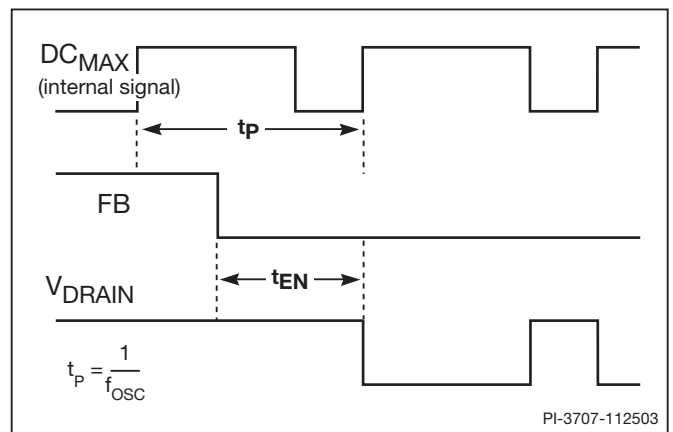 DCMAX
(internal signal)
tP
FB
tEN
VDRAIN
tP = 1
fOSC
PI-3707-112503